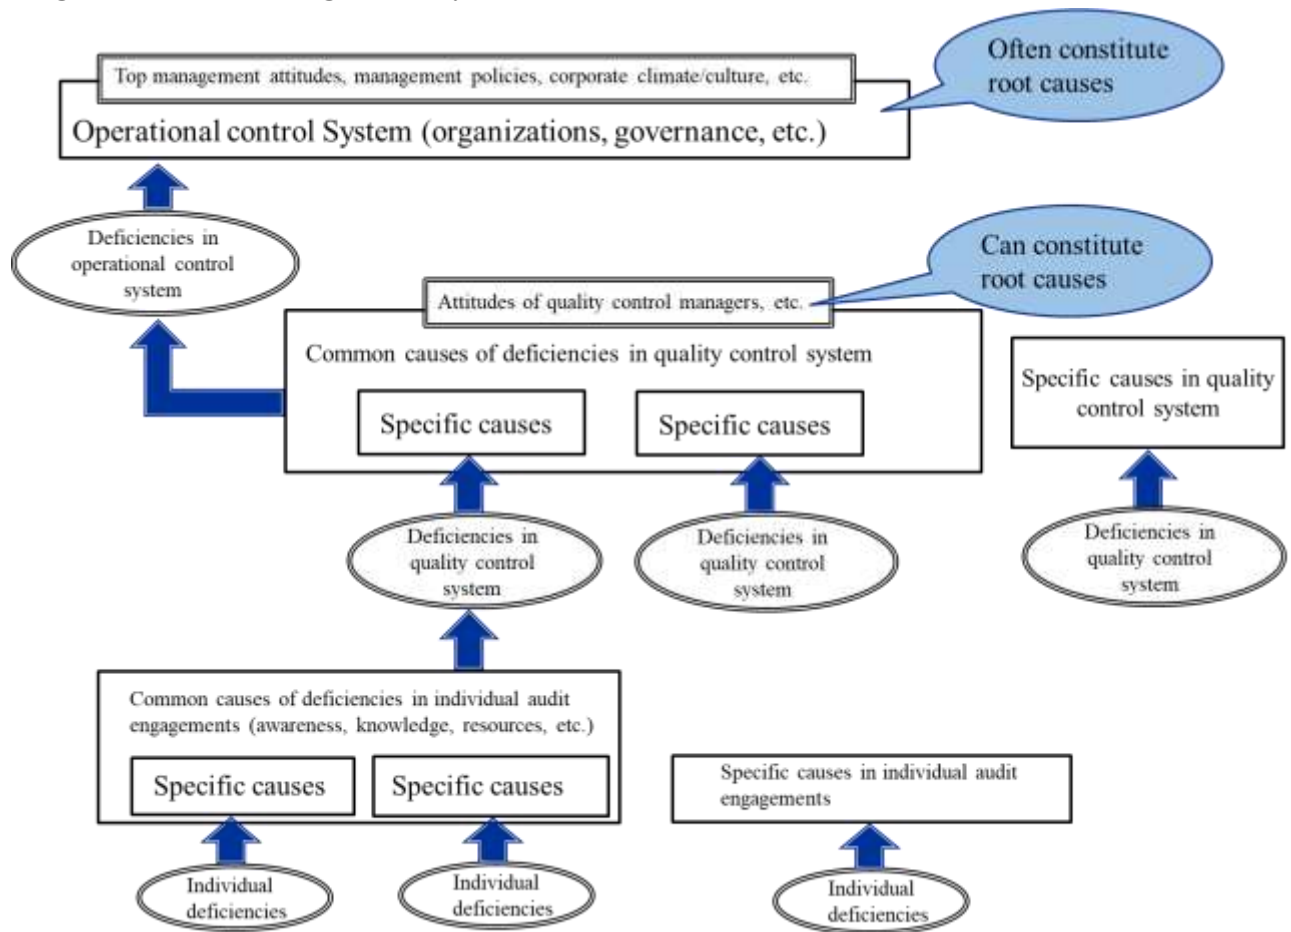 Often constitute
root causes
Top management attitudes, management policies, corporate climate/culture, etc.
Operational control System (organizations, governance, etc.)
Deficiencies in
operational control
system
Can constitute
root causes
Attitudes of quality control managers, etc.
Common causes of deficiencies in quality control system
Specific causes
Specific causes
Specific causes in quality
control system
Deficiencies in
quality control
system
Deficiencies in
quality control
system
Deficiencies in
quality control
system
Common causes of deficiencies in individual audit
engagements (awareness, knowledge, resources, etc.)
Specific causes
Specific causes
Specific causes in individual audit
engagements
Individual
deficiencies
Individual
deficiencies
Individual
deficiencies